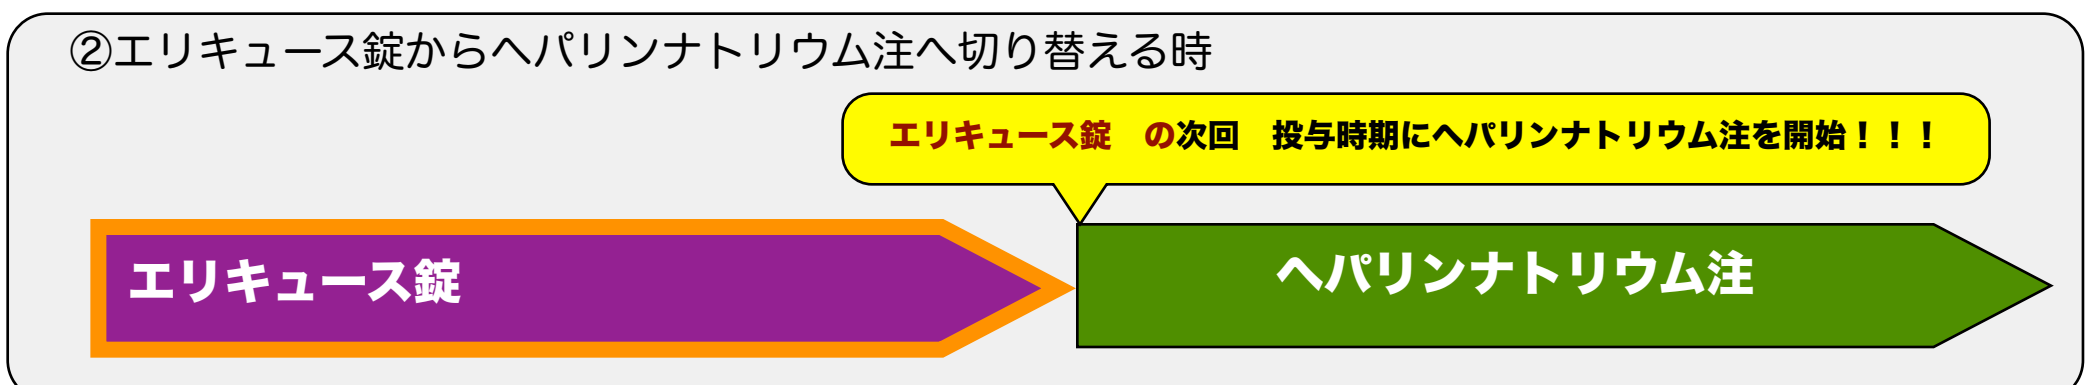 ②エリキュース錠からヘパリンナトリウム注へ切り替える時
エリキュース錠　の次回　投与時期にヘパリンナトリウム注を開始！！！
エリキュース錠
ヘパリンナトリウム注